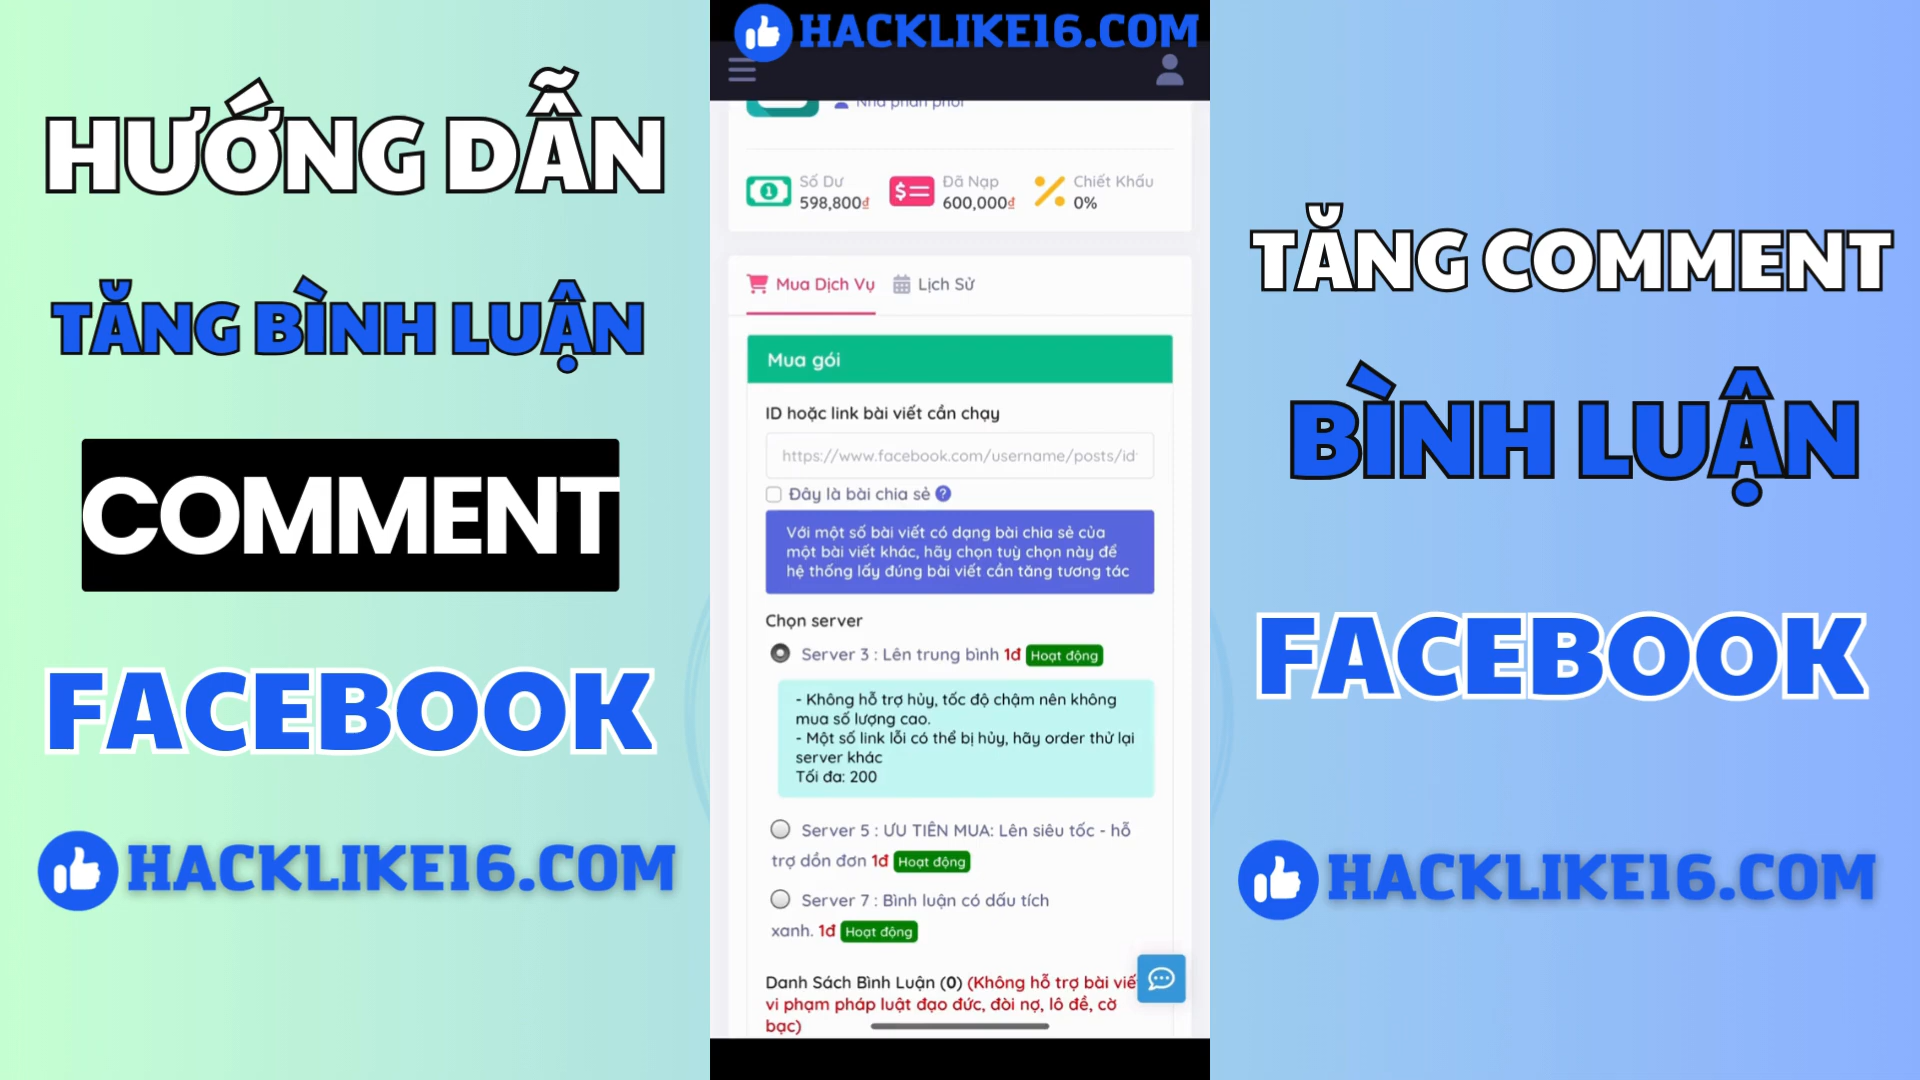 HƯỚNG DẪN
TĂNG BÌNH LUẬN
COMMENT
FACEBOOK
HACKLIKE16.COM
HACKLIKE16.COM
Nhà phân phối
Số Dư
598,800đ
Đã Nạp
600,000đ
Chiết Khấu
0%
Mua Dịch Vụ
Lịch Sử
Mua gói
ID hoặc link bài viết cần chạy
https://www.facebook.com/username/posts/id
Đây là bài chia sẻ ?
Với một số bài viết có dạng bài chia sẻ của
một bài viết khác, hãy chọn tuỳ chọn này để
hệ thống lấy đúng bài viết cần tăng tương tác
Chọn server
Server 3 : Lên trung bình 1đ Hoạt động
- Không hỗ trợ hủy, tốc độ chậm nên không
mua số lượng cao.
- Một số link lỗi có thể bị hủy, hãy order thử lại
server khác
Tối đa: 200
Server 5 : ƯU TIÊN MUA: Lên siêu tốc - hỗ
trợ dồn đơn 1đ Hoạt động
Server 7 : Bình luận có dấu tích
xanh. 1đ Hoạt động
Danh Sách Bình Luận (0) (Không hỗ trợ bài viế
vi phạm pháp luật đạo đức, đòi nợ, lô đề, cờ
bạc)
TĂNG COMMENT
BÌNH LUẬN
FACEBOOK
HACKLIKE16.COM